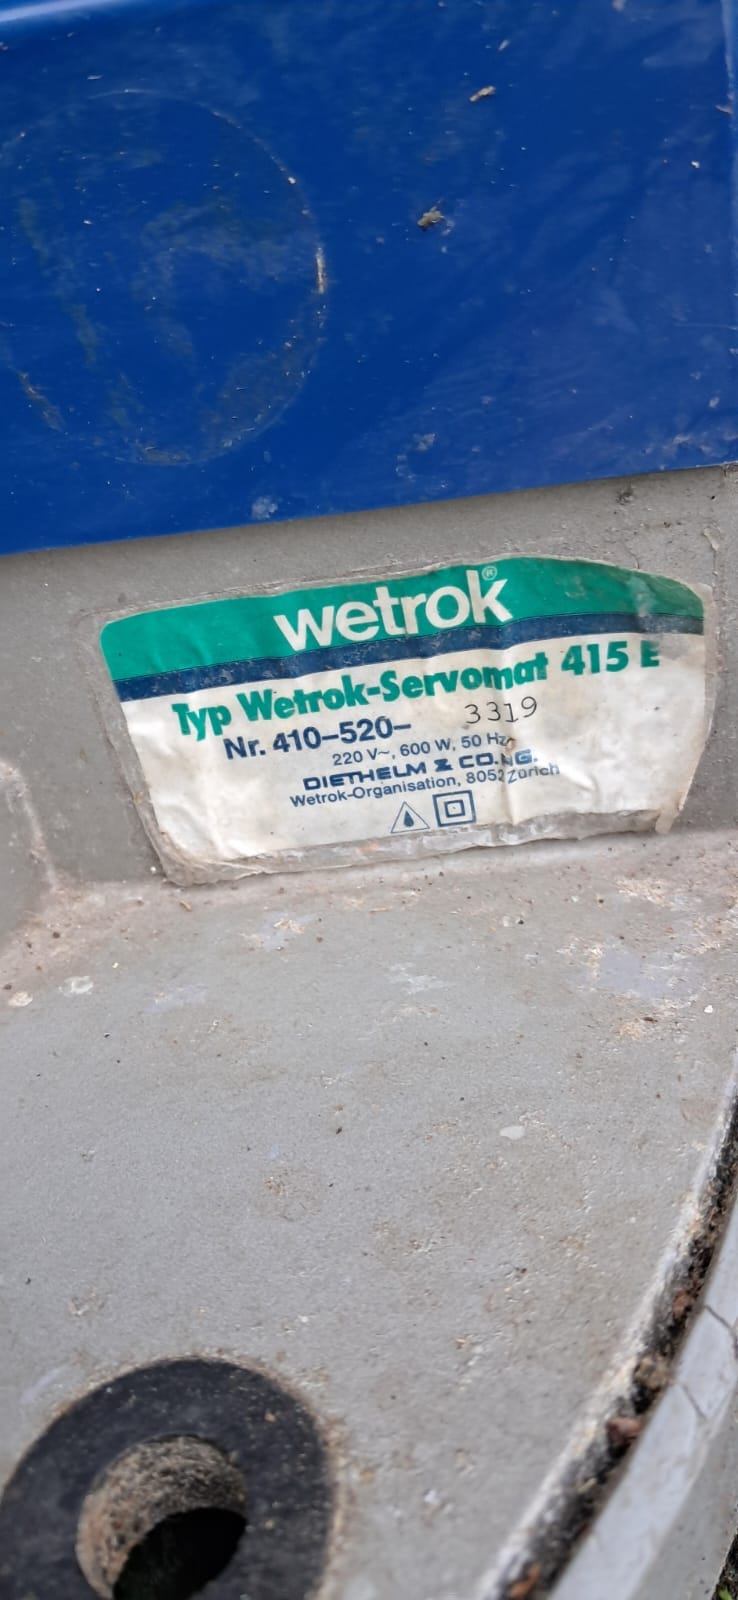 wetrok®
Typ Wetrok-Servomat 415 E
Nr. 410-520- 3319
220 V~, 600 W, 50 Hz
DIETHELM & CO. AG.
Wetrok-Organisation, 8052 Zürich